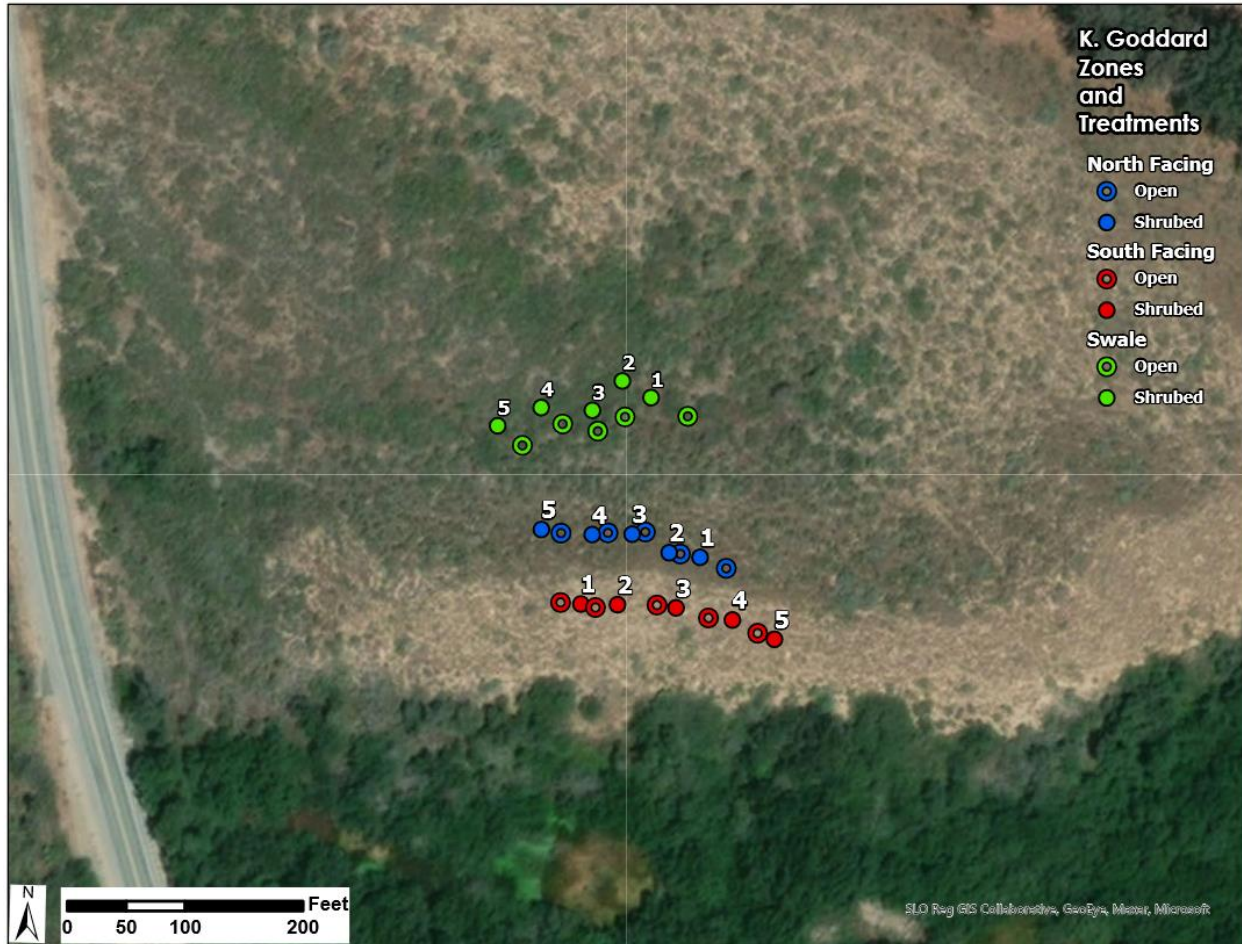 K. Goddard
Zones
and
Treatments
North Facing
Open
Shrubed
South Facing
Open
Shrubed
Swale
Open
Shrubed
2
1
4
3
5
5
4
3
2
1
1
2
3
4
5
N
Feet
0 50 100 200
SLO Reg GIS Collaborative, GeoEye, Maxar, Microsoft